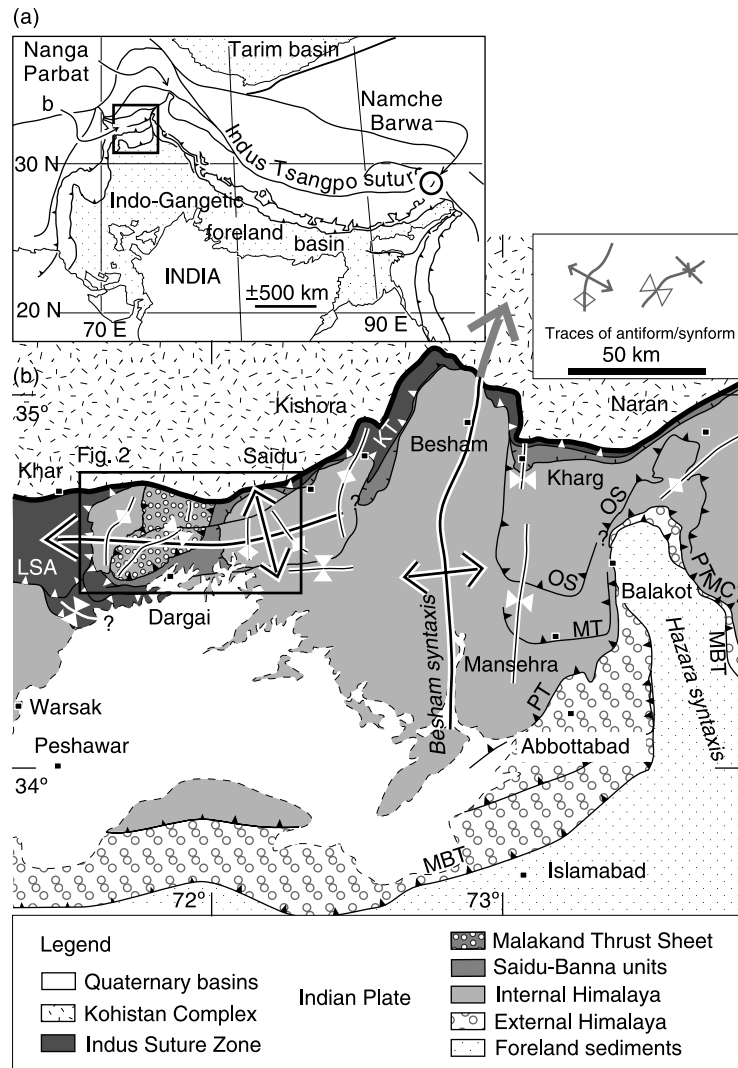 (a)
Nanga
Parbat
b
Tarim basin
Namche
Barwa
Indus Tsangpo suture
30 N
Indo-Gangetic
foreland
basin
INDIA
±500 km
20 N
70 E
90 E
Traces of antiform/synform
50 km
(b)
35°
Kishora
Naran
KT
Besham
Fig. 2
Saidu
Khar
Kharg
?
OS
?
LSA
OS
PT
MC
Balakot
Dargai
?
MT
MBT
Hazara syntaxis
Mansehra
Besham syntaxis
Warsak
PT
Peshawar
Abbottabad
34°
MBT
Islamabad
72°
73°
Legend
Quaternary basins
Kohistan Complex
Indus Suture Zone
Indian Plate
Malakand Thrust Sheet
Saidu-Banna units
Internal Himalaya
External Himalaya
Foreland sediments